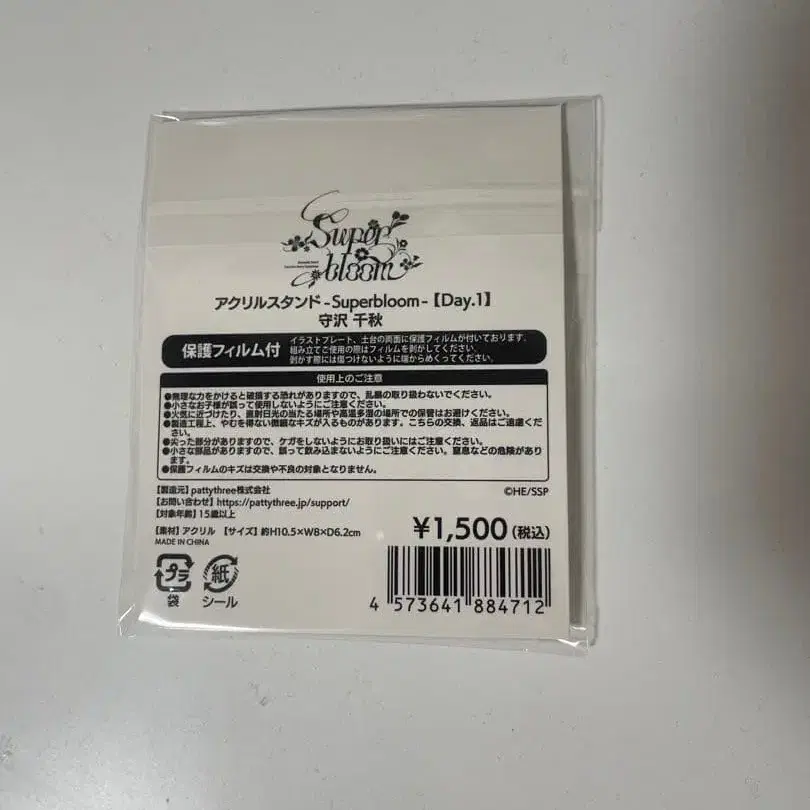 Super
bloom
アクリルスタンド-Superbloom-【Day.1】
守沢 千秋
保護フィルム付
イラストプレート、土台の両面に保護フィルムが付いております。
組み立てご使用の際はフィルムを剥がしてください。
剥がす際には傷つけないように端からめくってください。
使用上のご注意
●無理な力をかけると破損する恐れがありますので、乱暴の取り扱わないでください。
●小さなお子様が誤って使用しないようにご注意ください。
●火気に近づけたり、直射日光の当たる場所や高温多湿の場所での保管はお避けください。
●製造工程上、やむを得ない微細なキズが入るものがあります。こちらの交換、返品はご遠慮くだ
さい。
●尖った部分がありますので、ケガをしないようにお取り扱いにはご注意ください。
●小さな部品がありますので、誤って飲み込まないようにご注意ください。窒息などの危険があり
ます。
●保護フィルムのキズは交換や不良の対象となりません。
【製造元】pattythree株式会社
【お問い合わせ】https://pattythree.jp/support/
【対象年齢】15歳以上
©HE/SSP
【素材】アクリル 【サイズ】約H10.5×W8×D6.2cm
MADE IN CHINA
¥1,500(税込)
プラ
袋
紙
シール
4 573641 884712